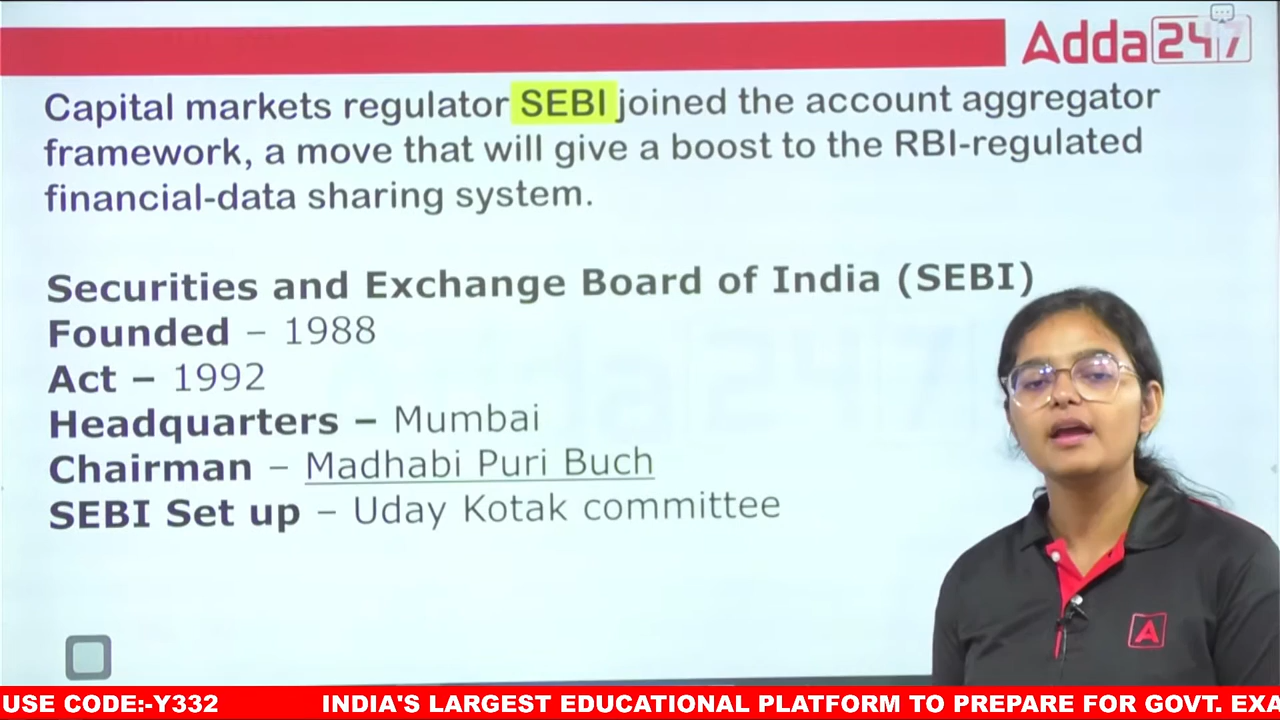 Adda247
Capital markets regulator SEBI joined the account aggregator
framework, a move that will give a boost to the RBI-regulated
financial-data sharing system.
Securities and Exchange Board of India (SEBI)
Founded – 1988
Act – 1992
Headquarters – Mumbai
Chairman – Madhabi Puri Buch
SEBI Set up – Uday Kotak committee
A
USE CODE:-Y332 INDIA'S LARGEST EDUCATIONAL PLATFORM TO PREPARE FOR GOVT. EXA